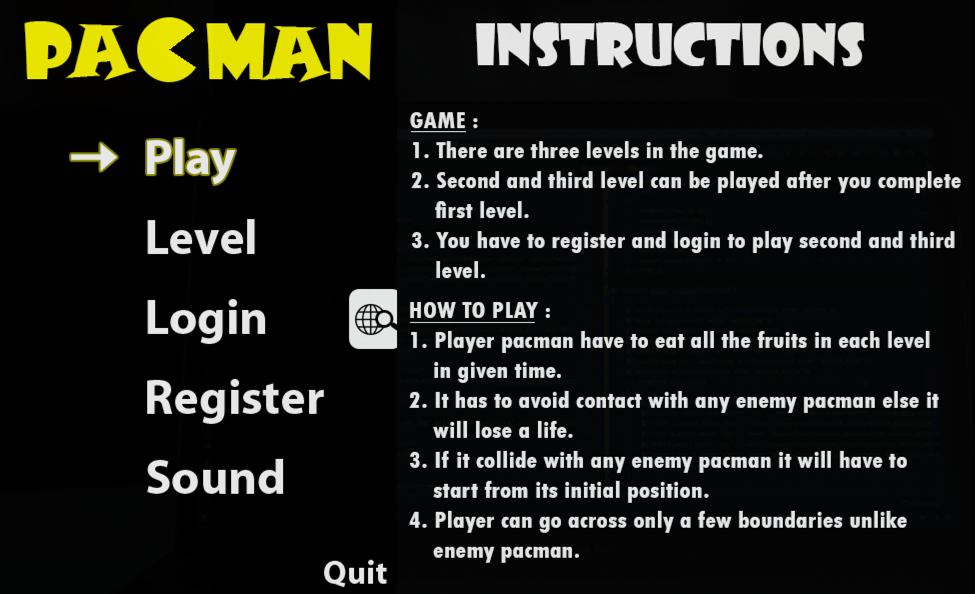 PACMAN
Play
Level
Login
Register
Sound
Quit
INSTRUCTIONS
GAME :
1. There are three levels in the game.
2. Second and third level can be played after you complete
first level.
3. You have to register and login to play second and third
level.
HOW TO PLAY :
1. Player pacman have to eat all the fruits in each level
in given time.
2. It has to avoid contact with any enemy pacman else it
will lose a life.
3. If it collide with any enemy pacman it will have to
start from its initial position.
4. Player can go across only a few boundaries unlike
enemy pacman.